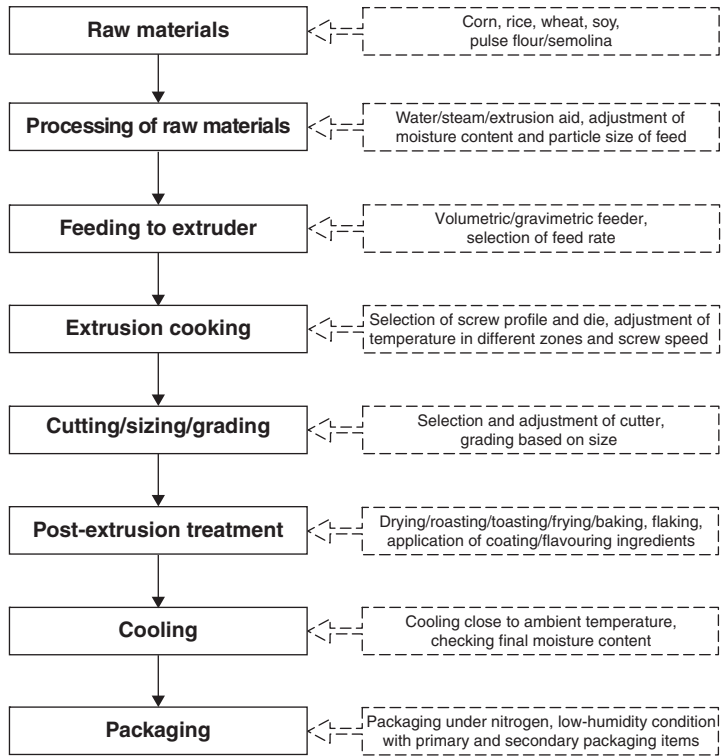 Raw materials
Corn, rice, wheat, soy,
pulse flour/semolina
Processing of raw materials
Water/steam/extrusion aid, adjustment of
moisture content and particle size of feed
Feeding to extruder
Volumetric/gravimetric feeder,
selection of feed rate
Extrusion cooking
Selection of screw profile and die, adjustment of
temperature in different zones and screw speed
Cutting/sizing/grading
Selection and adjustment of cutter,
grading based on size
Post-extrusion treatment
Drying/roasting/toasting/frying/baking, flaking,
application of coating/flavouring ingredients
Cooling
Cooling close to ambient temperature,
checking final moisture content
Packaging
Packaging under nitrogen, low-humidity condition
with primary and secondary packaging items